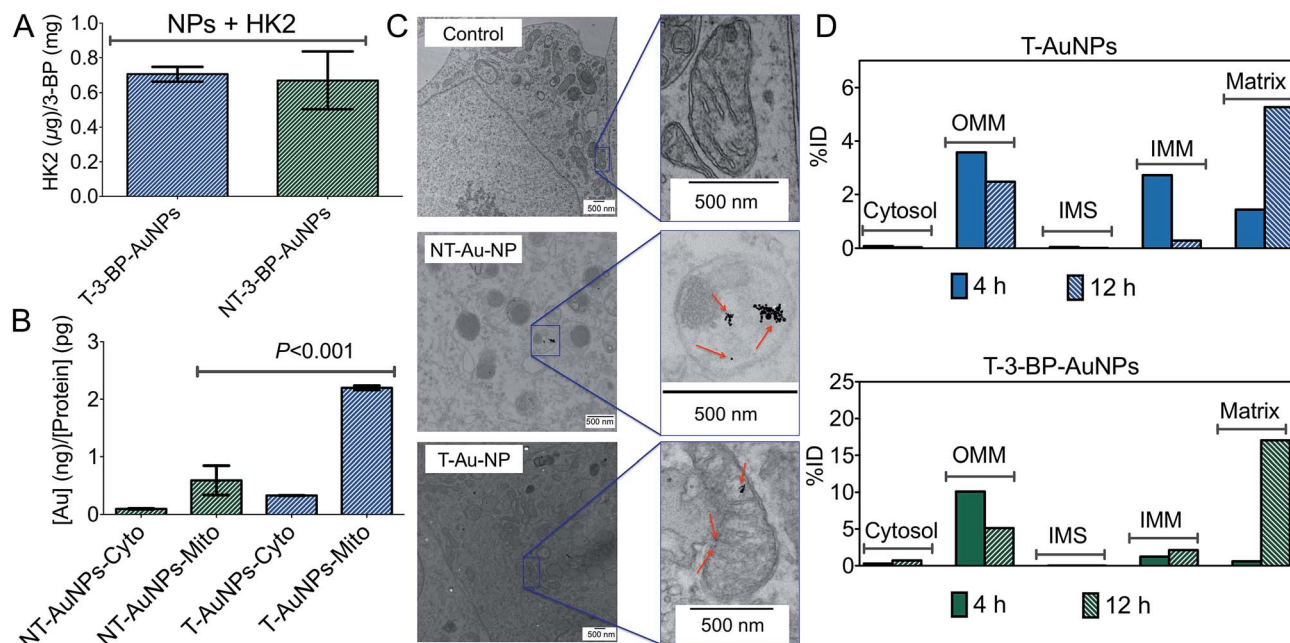 A
NPs + HK2
HK2 (µg)/3-BP (mg)
1.0
0.8
0.6
0.4
0.2
0.0
T-3-BP-AuNPs
NT-3-BP-AuNPs
B
P<0.001
[Au] (ng)/[Protein] (pg)
3
2
1
0
NT-AuNPs-Cyto
NT-AuNPs-Mito
T-AuNPs-Cyto
T-AuNPs-Mito
C
Control
500 nm
500 nm
NT-Au-NP
500 nm
500 nm
T-Au-NP
500 nm
500 nm
D
T-AuNPs
%ID
6
4
2
0
Cytosol
OMM
IMS
IMM
Matrix
4 h
12 h
T-3-BP-AuNPs
%ID
25
20
15
10
5
0
Cytosol
OMM
IMS
IMM
Matrix
4 h
12 h